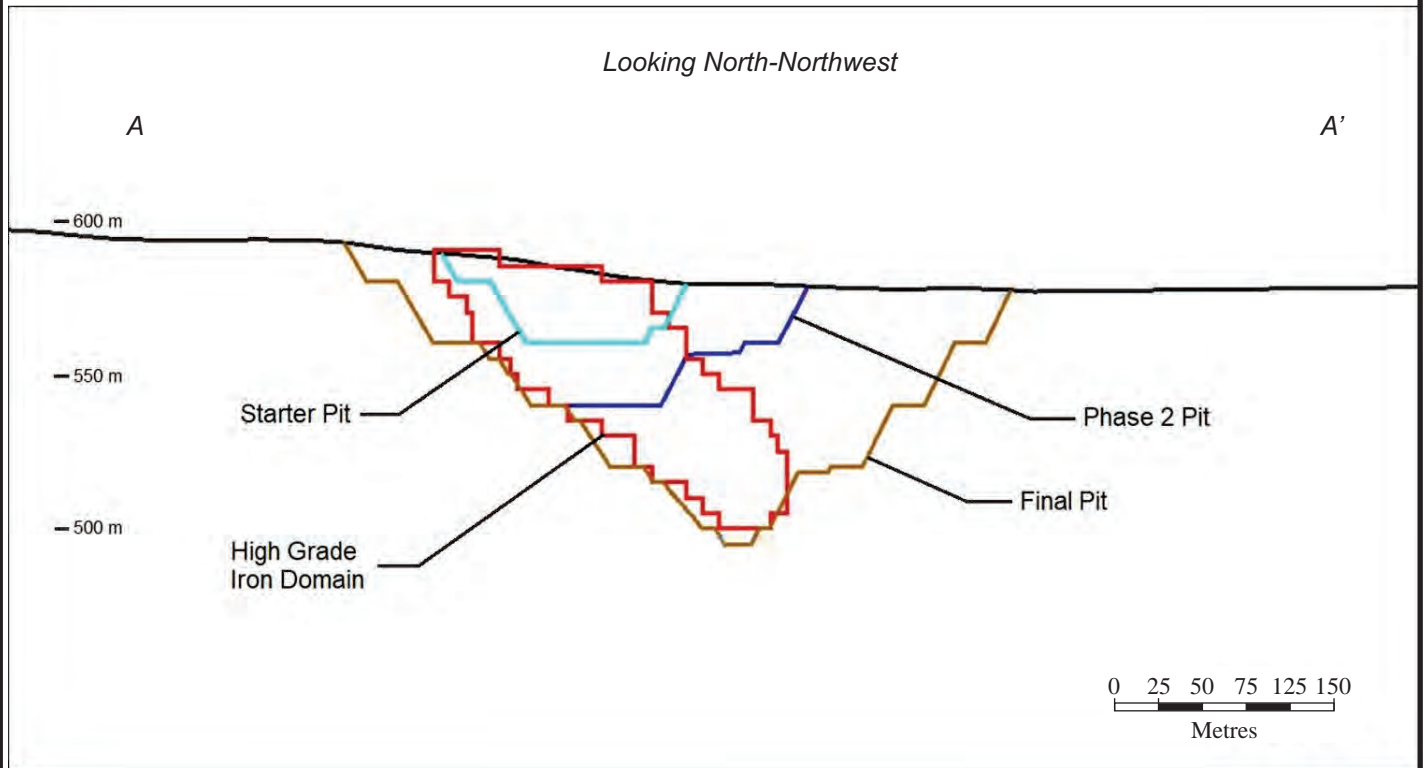 Looking North-Northwest
A
A’
600 m
550 m
Starter Pit
Phase 2 Pit
Final Pit
500 m
High Grade
Iron Domain
0 25 50 75 125 150
Metres